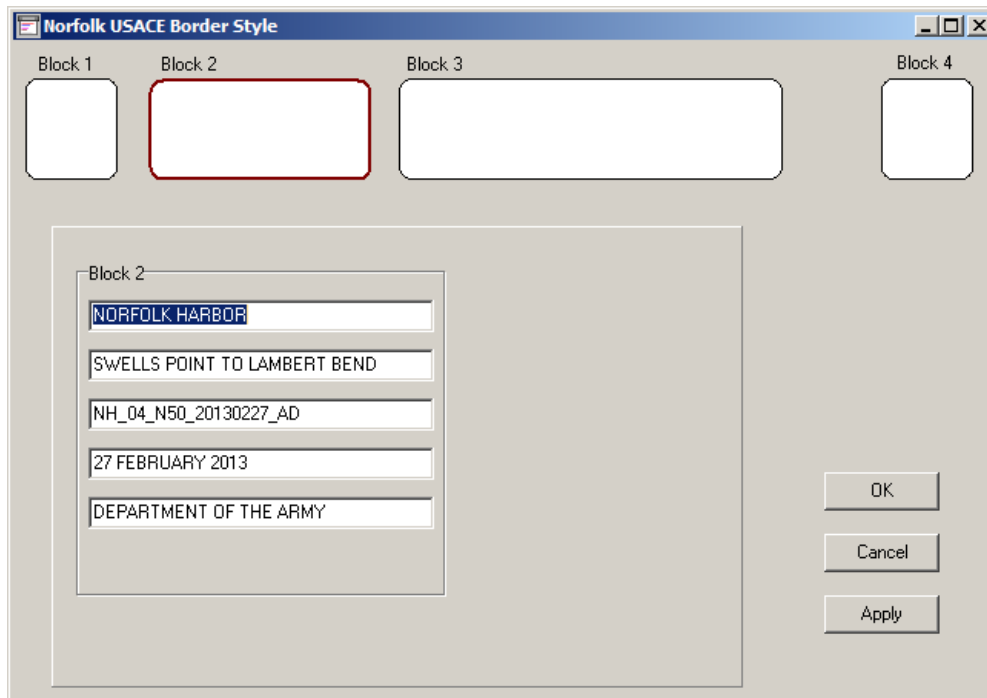 Norfolk USACE Border Style
Block 1
Block 2
Block 3
Block 4
Block 2
NORFOLK HARBOR
SWELLS POINT TO LAMBERT BEND
NH_04_N50_20130227_AD
27 FEBRUARY 2013
DEPARTMENT OF THE ARMY
OK
Cancel
Apply